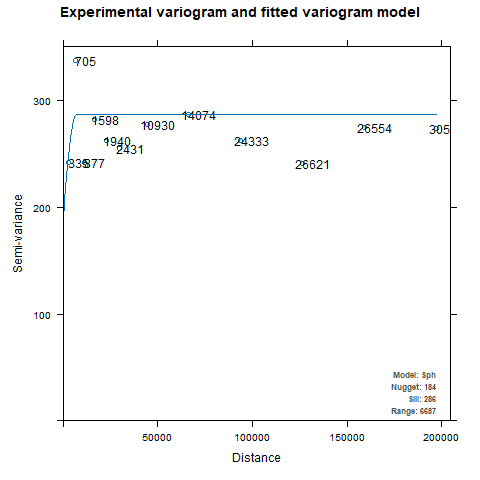 Experimental variogram and fitted variogram model
Semi-variance
300
200
100
705
1598
14074
10930
1940
2431
24333
26554
305
26621
877
50000
100000
150000
200000
Distance
Model: Sph
Nugget: 184
Sill: 286
Range: 6687